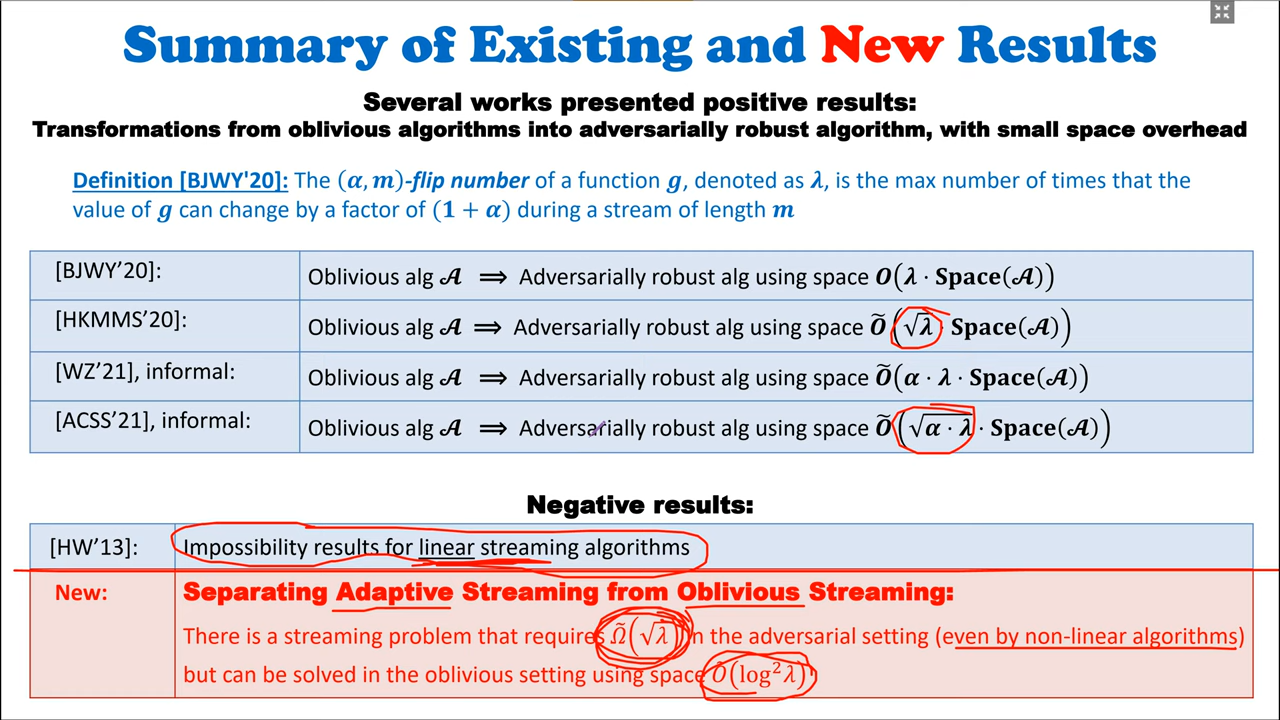 Summary of Existing and New Results
Several works presented positive results:
Transformations from oblivious algorithms into adversarially robust algorithm, with small space overhead
Definition [BJWY'20]: The (α, m)-flip number of a function g, denoted as λ, is the max number of times that the
value of g can change by a factor of (1 + α) during a stream of length m
[BJWY'20]: Oblivious alg 𝓐 ⟹ Adversarially robust alg using space O(λ · Space(𝓐))
[HKMMS'20]: Oblivious alg 𝓐 ⟹ Adversarially robust alg using space Õ(√λ · Space(𝓐))
[WZ'21], informal: Oblivious alg 𝓐 ⟹ Adversarially robust alg using space Õ(α · λ · Space(𝓐))
[ACSS'21], informal: Oblivious alg 𝓐 ⟹ Adversarially robust alg using space Õ(√(α · λ) · Space(𝓐))
Negative results:
[HW'13]: Impossibility results for linear streaming algorithms
New: Separating Adaptive Streaming from Oblivious Streaming:
There is a streaming problem that requires Ω̃(√λ) in the adversarial setting (even by non-linear algorithms)
but can be solved in the oblivious setting using space O(log²λ)